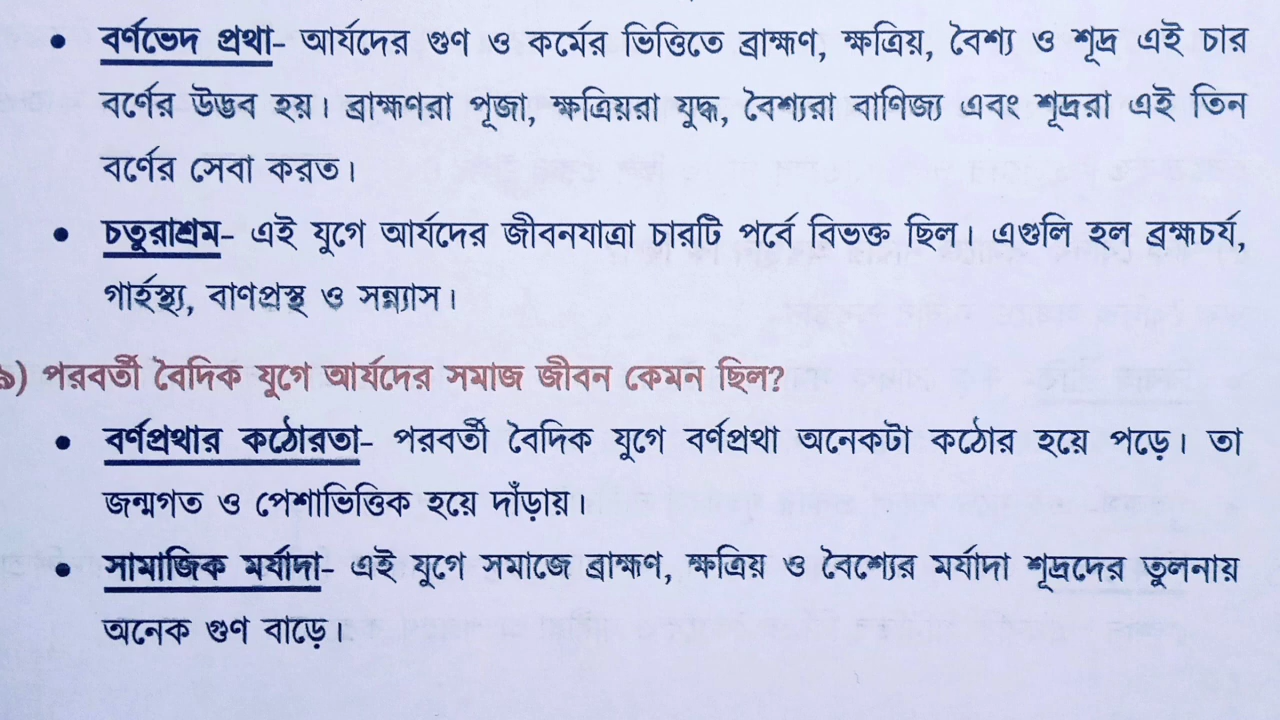 • বর্ণভেদ প্রথা- আর্যদের গুণ ও কর্মের ভিত্তিতে ব্রাহ্মণ, ক্ষত্রিয়, বৈশ্য ও শূদ্র এই চার
বর্ণের উদ্ভব হয়। ব্রাহ্মণরা পূজা, ক্ষত্রিয়রা যুদ্ধ, বৈশ্যরা বাণিজ্য এবং শূদ্ররা এই তিন
বর্ণের সেবা করত।
• চতুরাশ্রম- এই যুগে আর্যদের জীবনযাত্রা চারটি পর্বে বিভক্ত ছিল। এগুলি হল ব্রহ্মচর্য,
গার্হস্থ্য, বাণপ্রস্থ ও সন্ন্যাস।
৯) পরবর্তী বৈদিক যুগে আর্যদের সমাজ জীবন কেমন ছিল?
• বর্ণপ্রথার কঠোরতা- পরবর্তী বৈদিক যুগে বর্ণপ্রথা অনেকটা কঠোর হয়ে পড়ে। তা
জন্মগত ও পেশাভিত্তিক হয়ে দাঁড়ায়।
• সামাজিক মর্যাদা- এই যুগে সমাজে ব্রাহ্মণ, ক্ষত্রিয় ও বৈশ্যের মর্যাদা শূদ্রদের তুলনায়
অনেক গুণ বাড়ে।